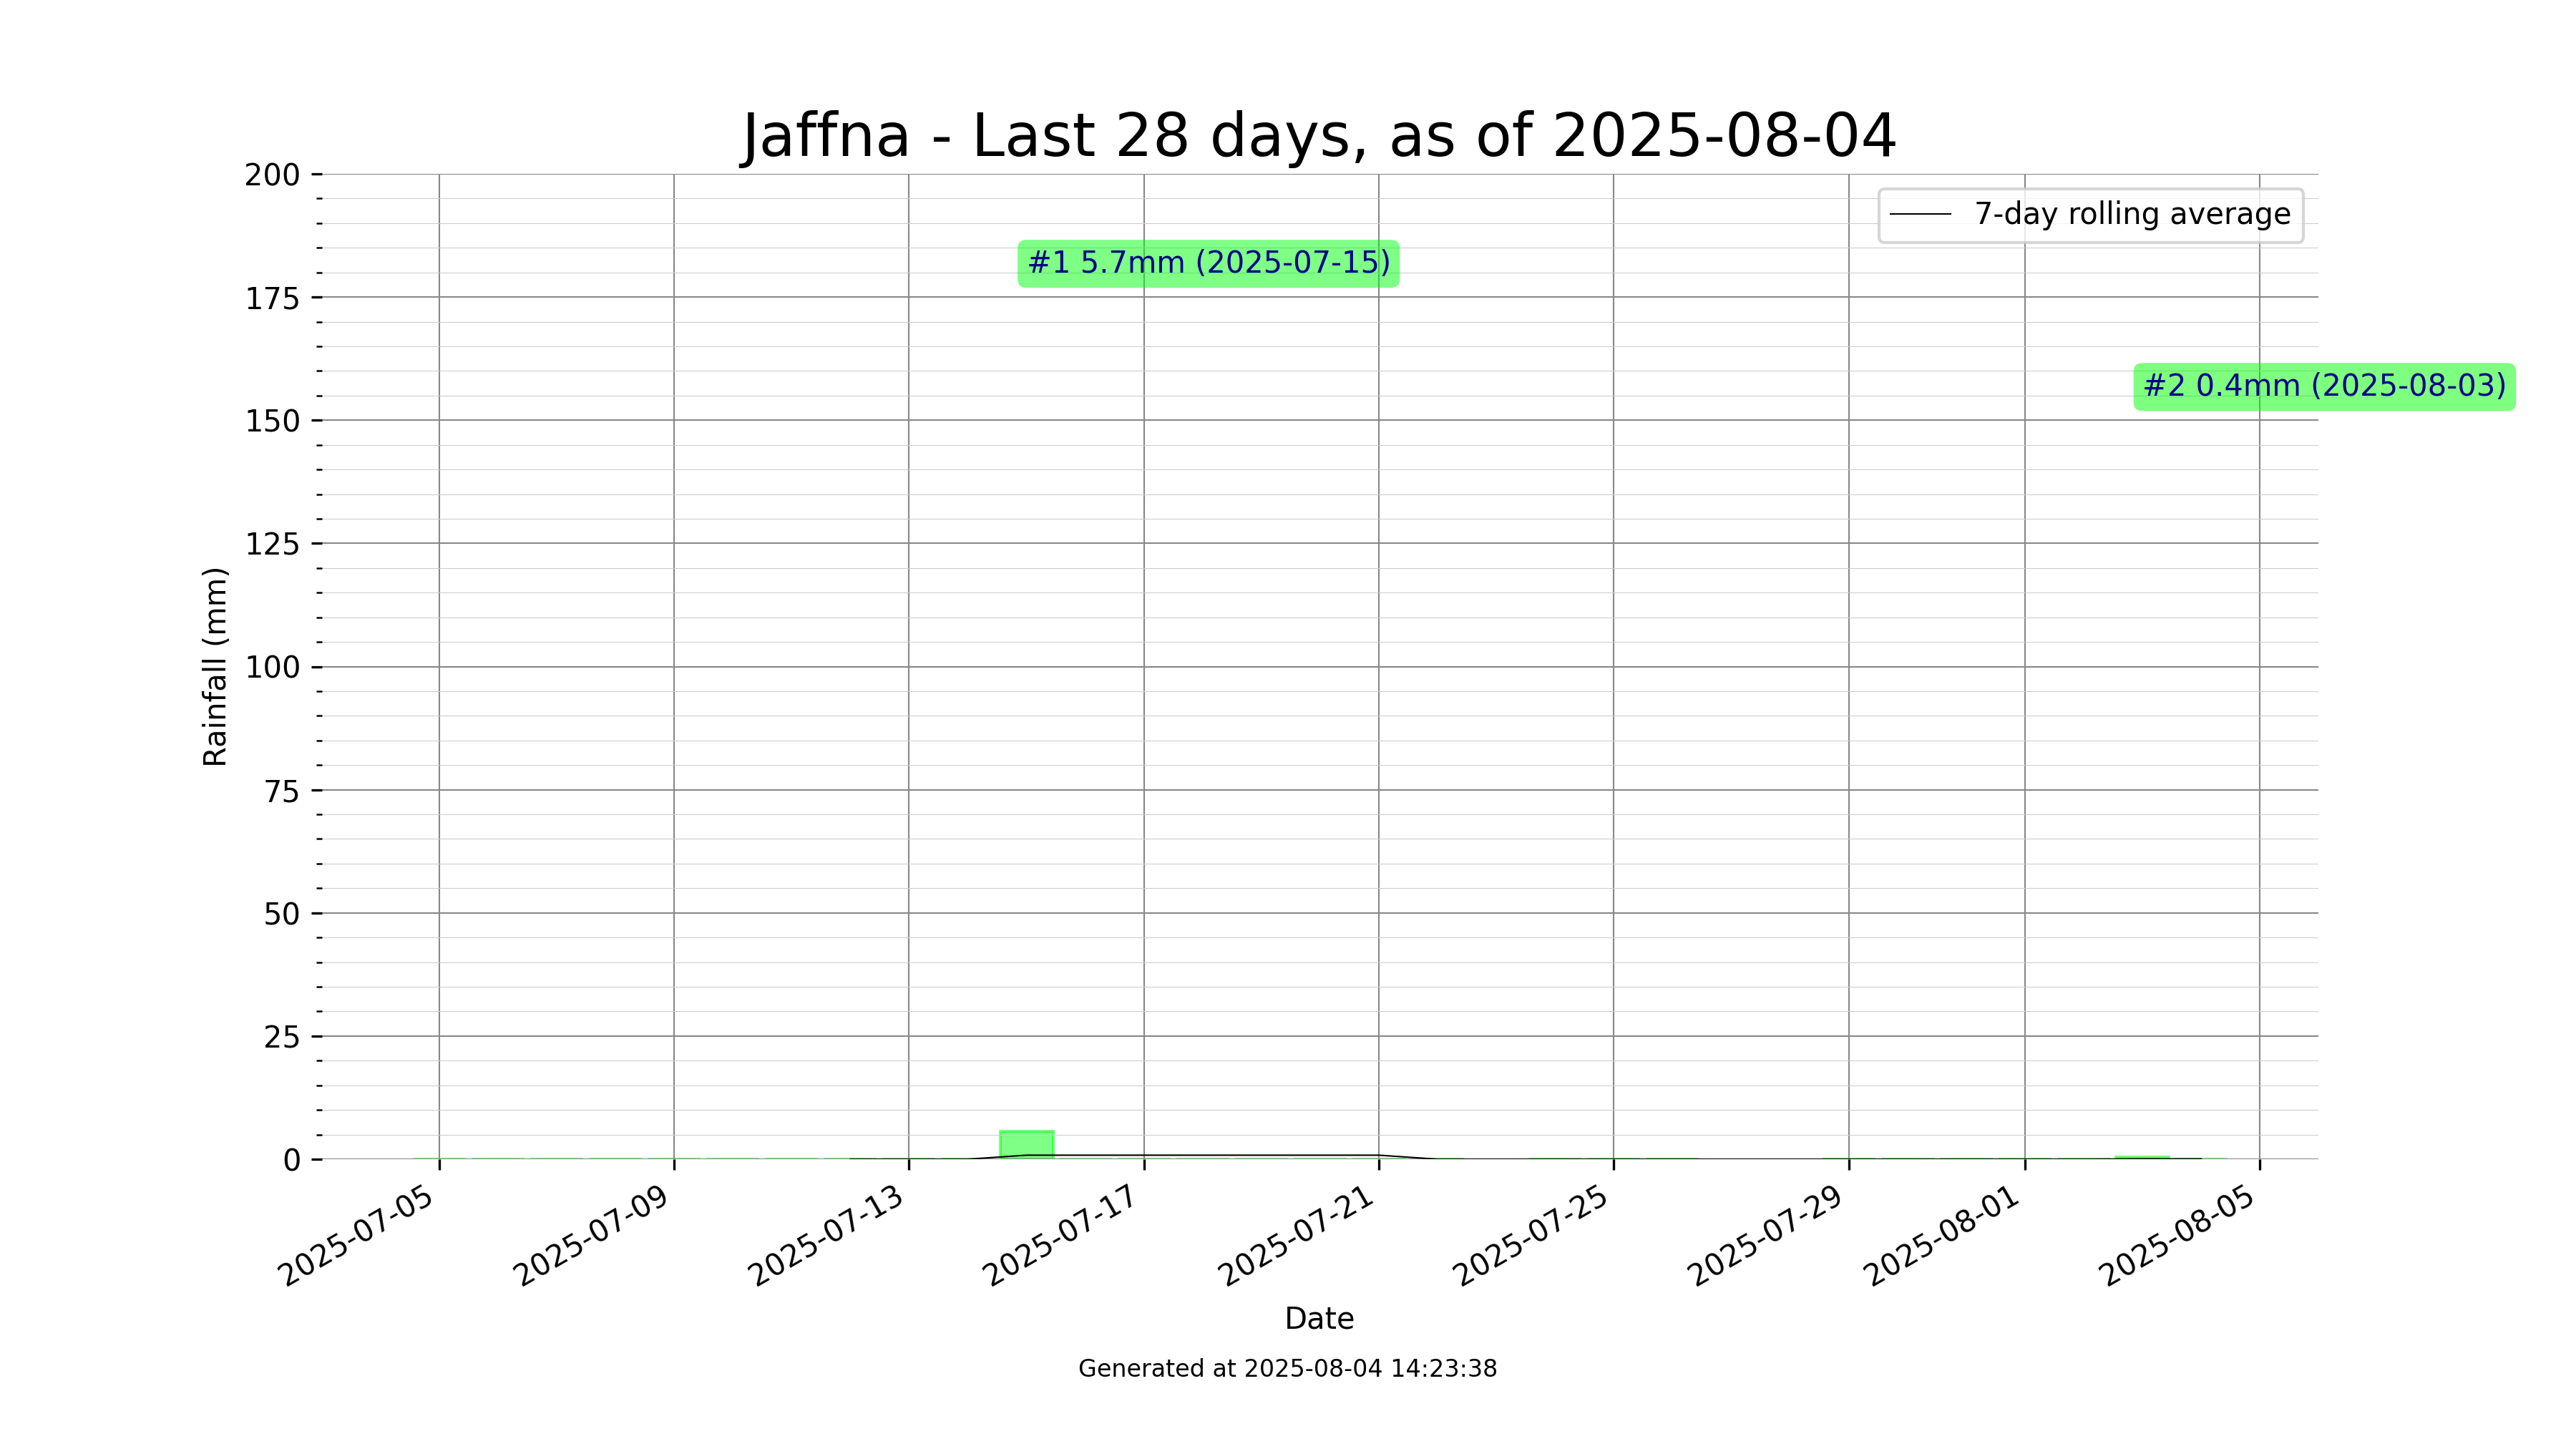 Jaffna - Last 28 days, as of 2025-08-04
200
175
150
125
100
75
50
25
0
Rainfall (mm)
7-day rolling average
#1 5.7mm (2025-07-15)
#2 0.4mm (2025-08-03)
2025-07-05
2025-07-09
2025-07-13
2025-07-17
2025-07-21
2025-07-25
2025-07-29
2025-08-01
2025-08-05
Date
Generated at 2025-08-04 14:23:38